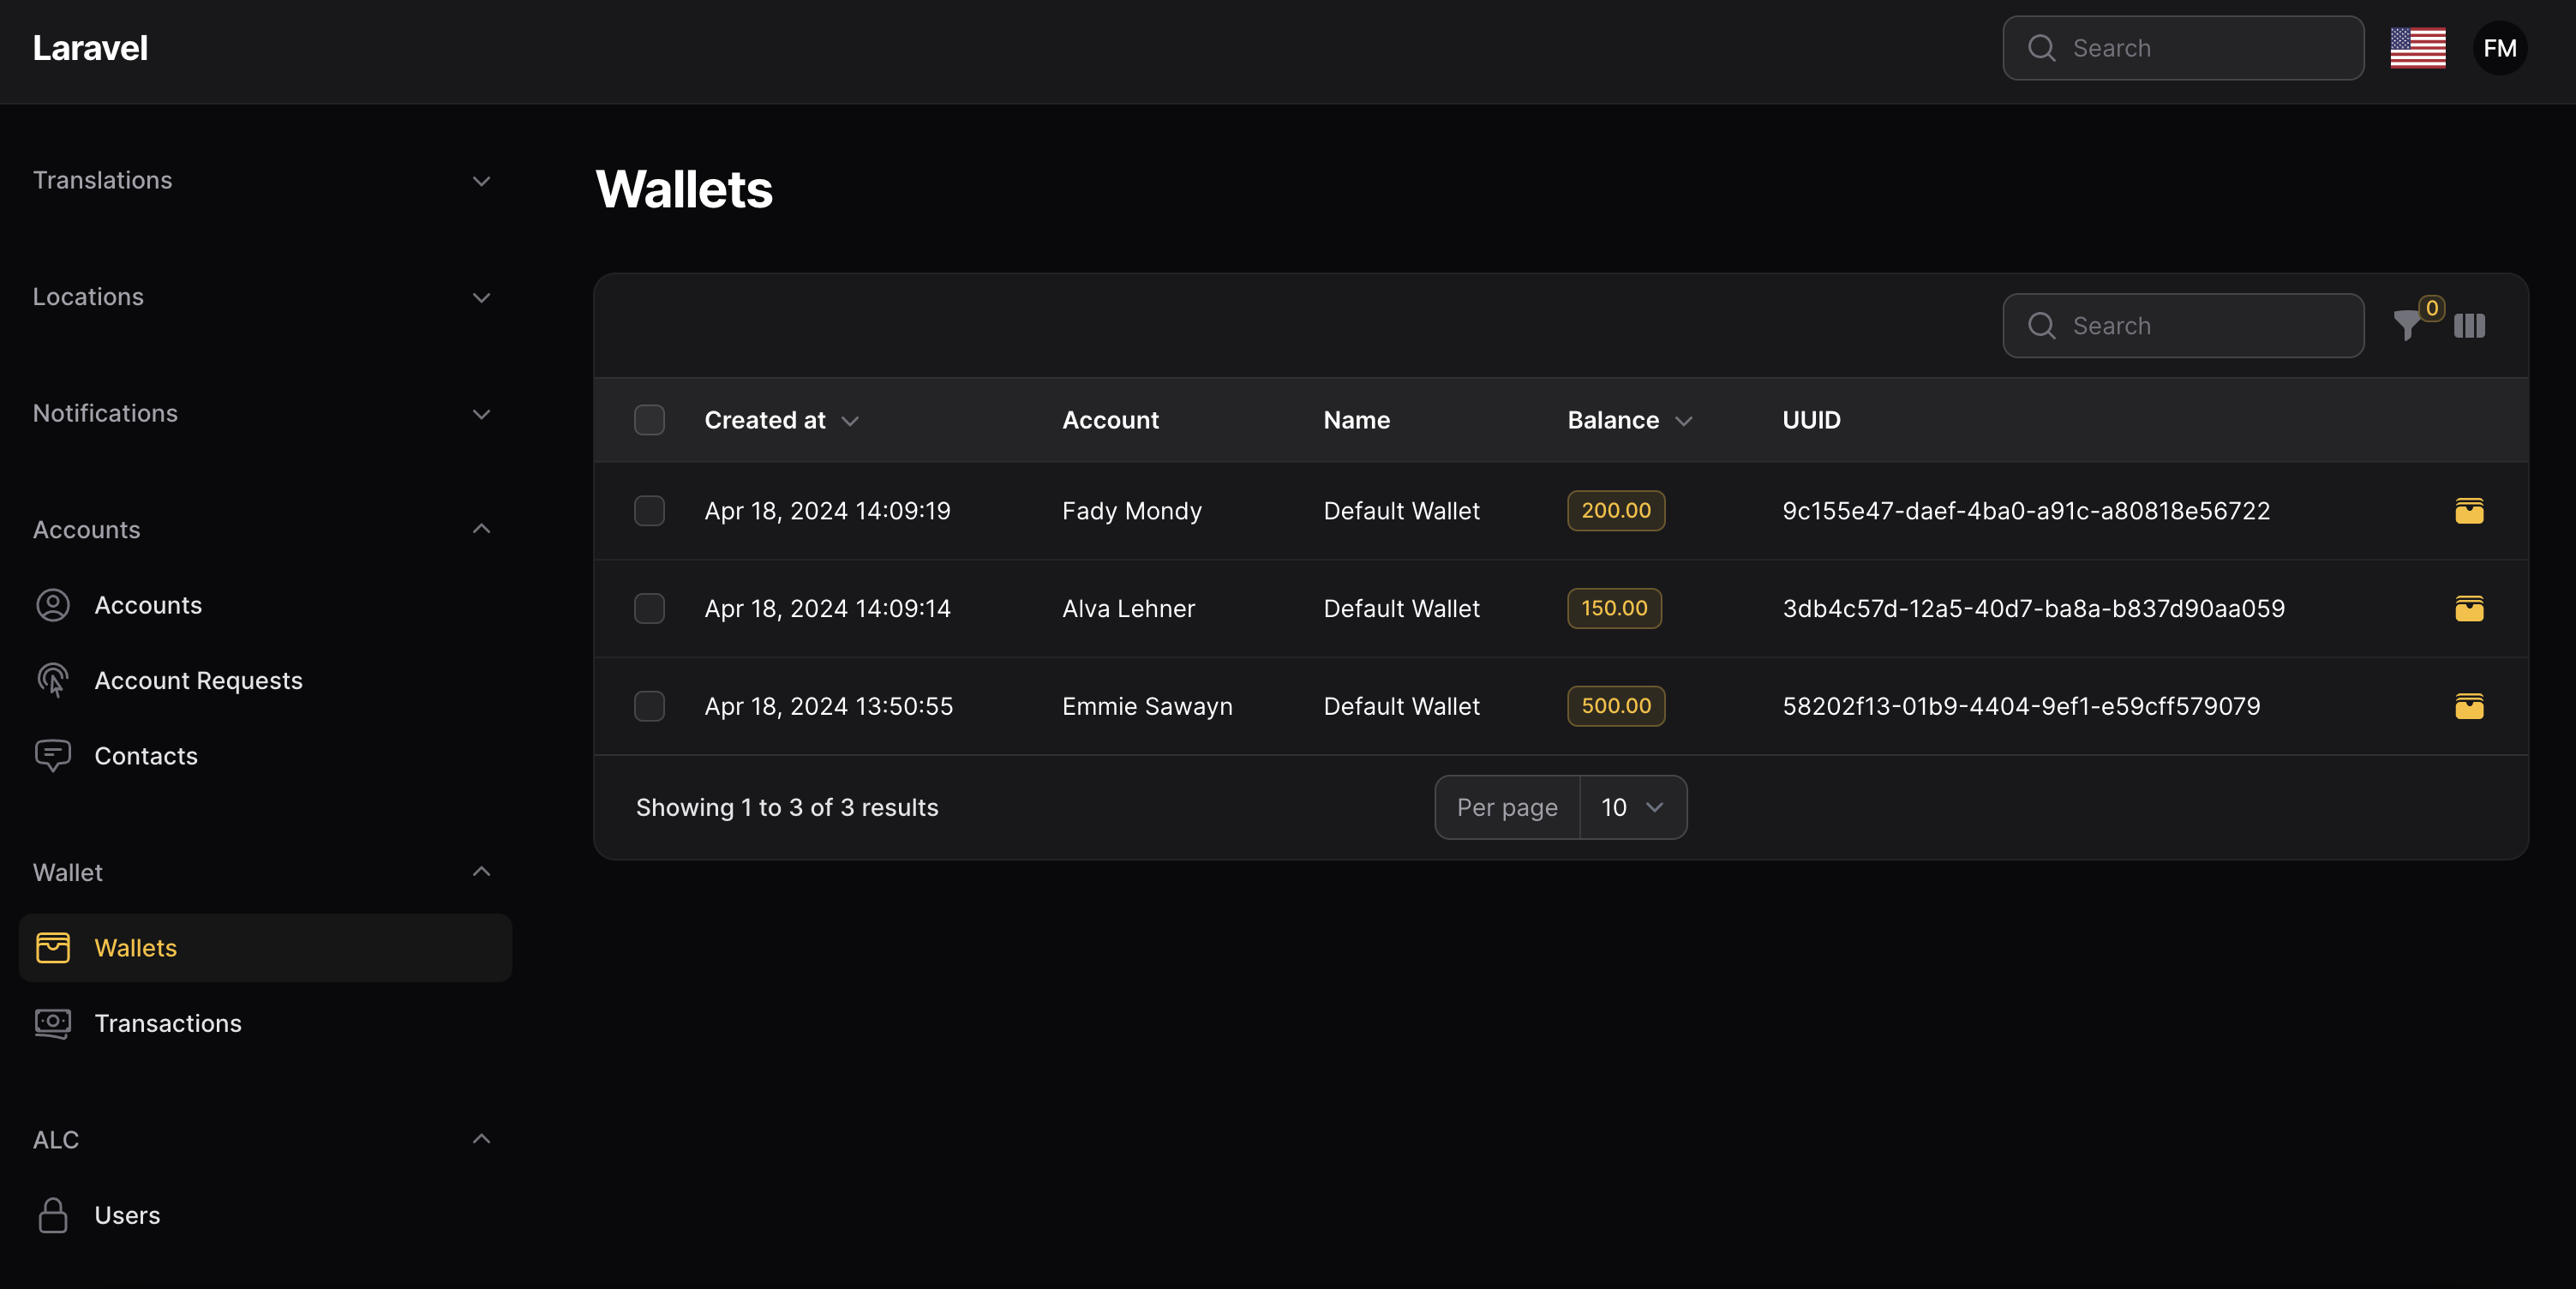 Laravel
Search
FM
Translations
Locations
Notifications
Accounts
Accounts
Account Requests
Contacts
Wallet
Wallets
Transactions
ALC
Users
Wallets
Search
0
Created at Account Name Balance UUID
Apr 18, 2024 14:09:19 Fady Mondy Default Wallet 200.00 9c155e47-daef-4ba0-a91c-a80818e56722
Apr 18, 2024 14:09:14 Alva Lehner Default Wallet 150.00 3db4c57d-12a5-40d7-ba8a-b837d90aa059
Apr 18, 2024 13:50:55 Emmie Sawayn Default Wallet 500.00 58202f13-01b9-4404-9ef1-e59cff579079
Showing 1 to 3 of 3 results Per page 10